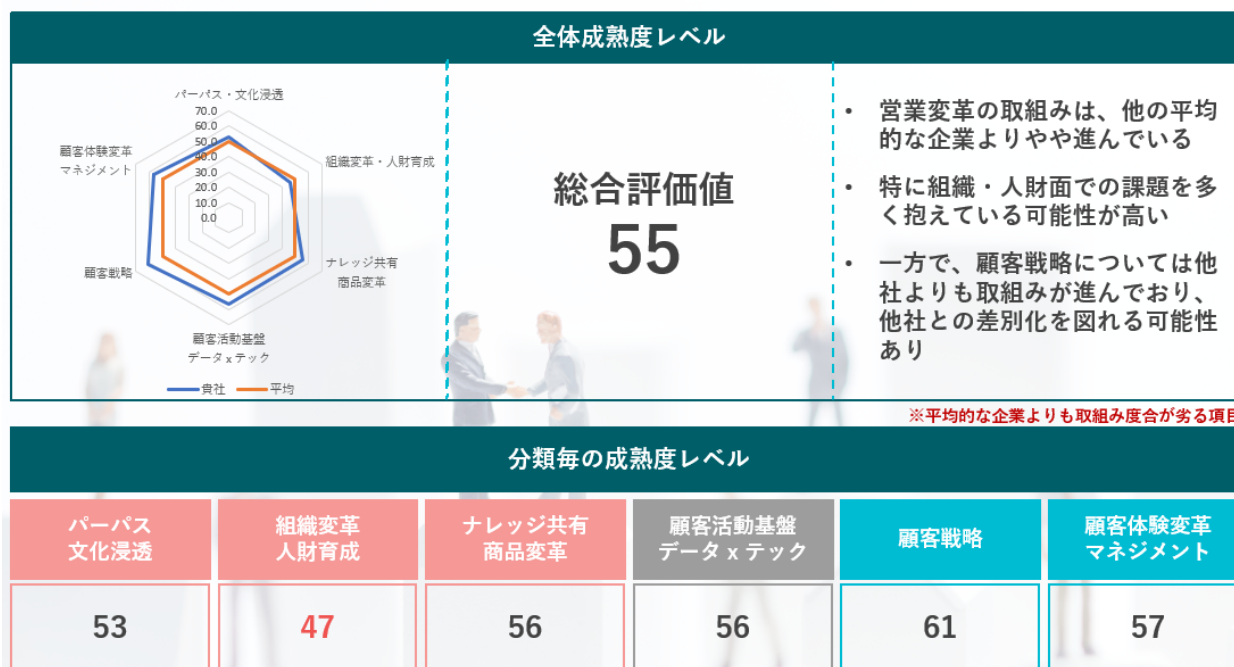 全体成熟度レベル
パーパス・文化浸透
70.0
60.0
50.0
40.0
30.0
20.0
10.0
0.0
組織変革・人財育成
ナレッジ共有
商品変革
顧客活動基盤
データ x テック
顧客戦略
顧客体験変革
マネジメント
貴社 平均
総合評価値
55
• 営業変革の取組みは、他の平均
的な企業よりやや進んでいる
• 特に組織・人財面での課題を多
く抱えている可能性が高い
• 一方で、顧客戦略については他
社よりも取組みが進んでおり、
他社との差別化を図れる可能性
あり
※平均的な企業よりも取組み度合が劣る項目
分類毎の成熟度レベル
パーパス
文化浸透
53
組織変革
人財育成
47
ナレッジ共有
商品変革
56
顧客活動基盤
データ x テック
56
顧客戦略
61
顧客体験変革
マネジメント
57